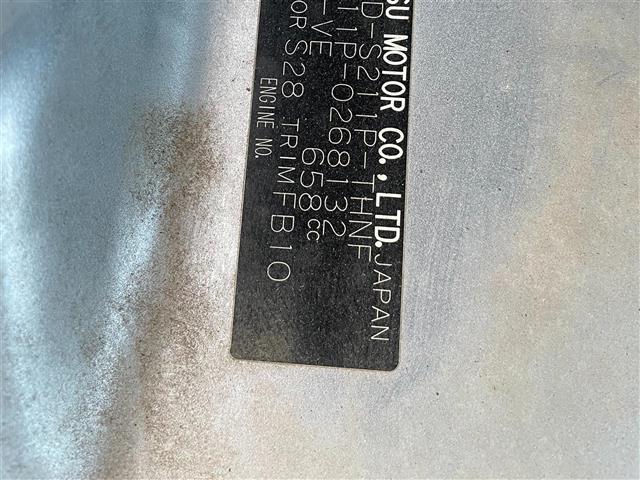 SU MOTOR CO., LTD. JAPAN
D-S211P-THNF
11P-0268132
-VE 658cc
OR S28 TRIM FB10
ENGINE NO.